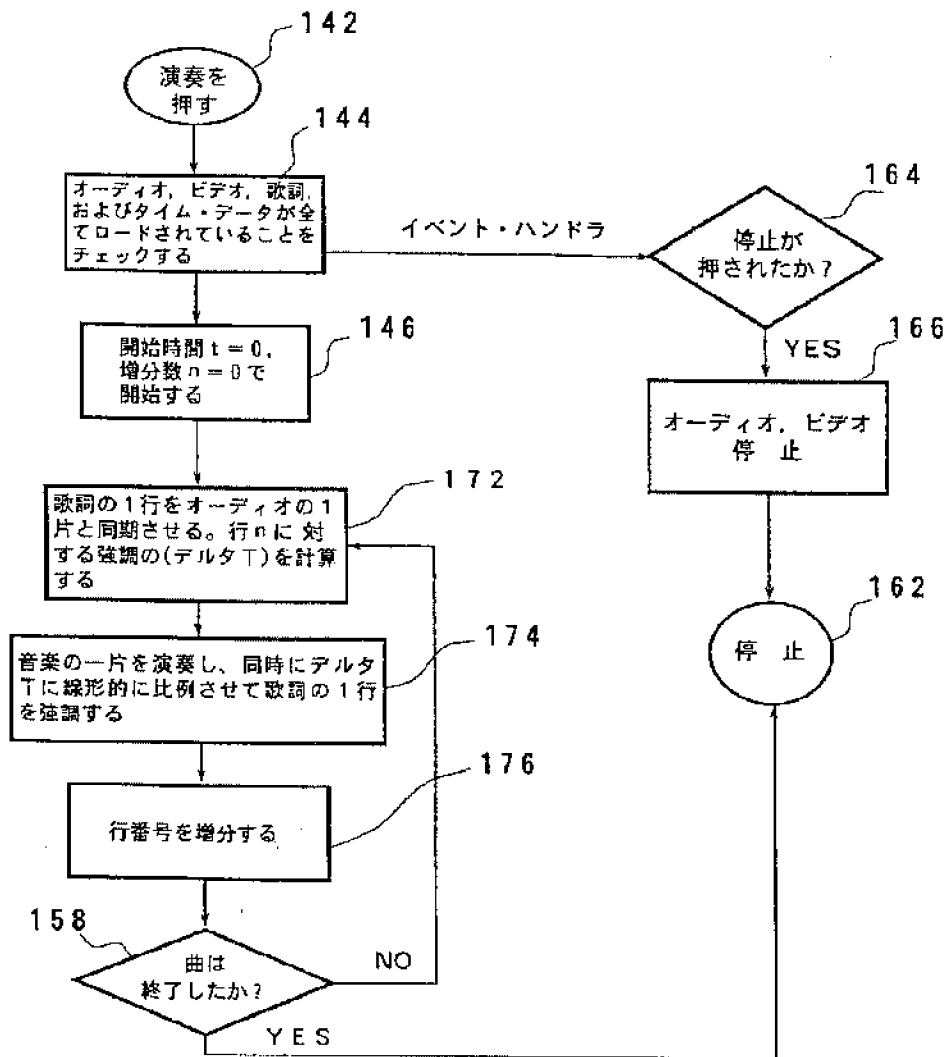 142
演奏を
押す
144
オーディオ, ビデオ, 歌詞,
およびタイム・データが全
てロードされていることを
チェックする
イベント・ハンドラ
164
停止が
押されたか?
YES
146
開始時間t=0,
増分数n=0で
開始する
166
オーディオ, ビデオ
停 止
172
歌詞の1行をオーディオの1
片と同期させる。行nに 対
する強調の(デルタT)を計算
する
162
停 止
174
音楽の一片を演奏し、同時にデルタ
Tに線形的に比例させて歌詞の1行
を強調する
176
行番号を増分する
158
曲は
終了したか?
NO
YES